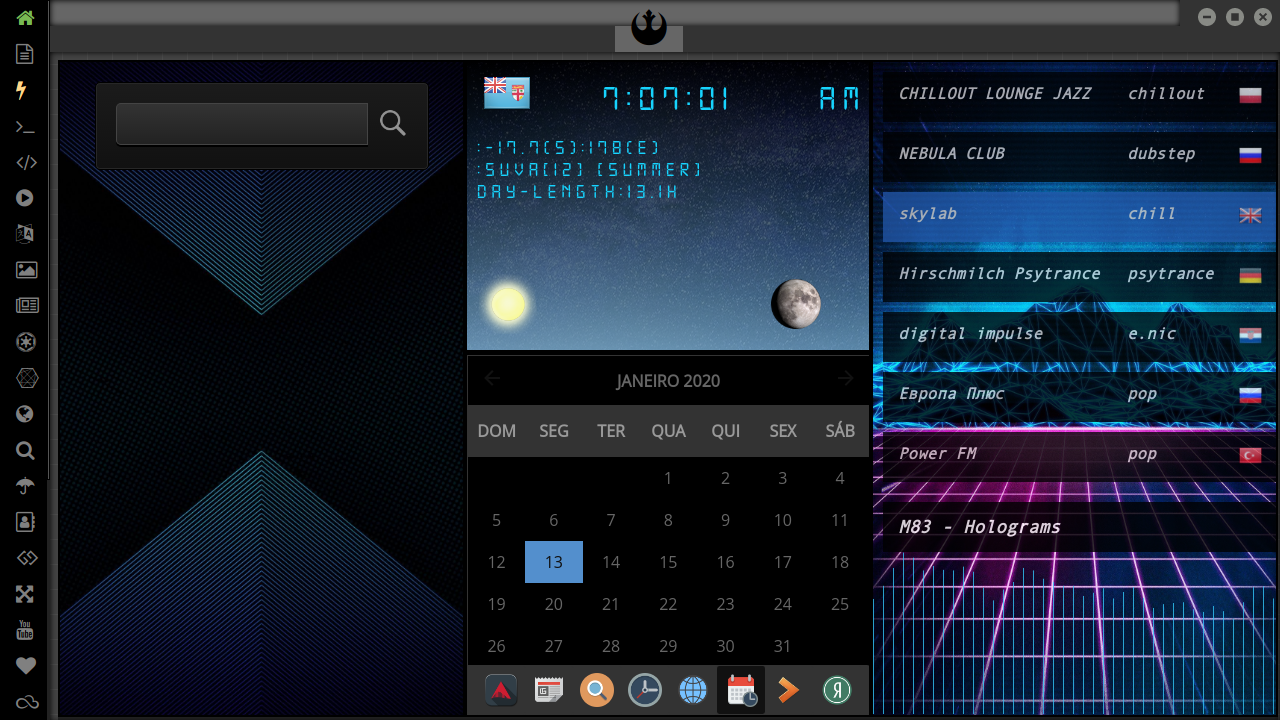 7:07:01 AM
:-17.7(S):178(E)
:SUVA(12) (SUMMER)
DAY-LENGTH:13.1H
JANEIRO 2020
DOM SEG TER QUA QUI SEX SÁB
1 2 3 4
5 6 7 8 9 10 11
12 13 14 15 16 17 18
19 20 21 22 23 24 25
26 27 28 29 30 31
CHILLOUT LOUNGE JAZZ chillout
NEBULA CLUB dubstep
skylab chill
Hirschmilch Psytrance psytrance
digital impulse e.nic
Европа Плюс pop
Power FM pop
M83 - Holograms
You
Tube
Я